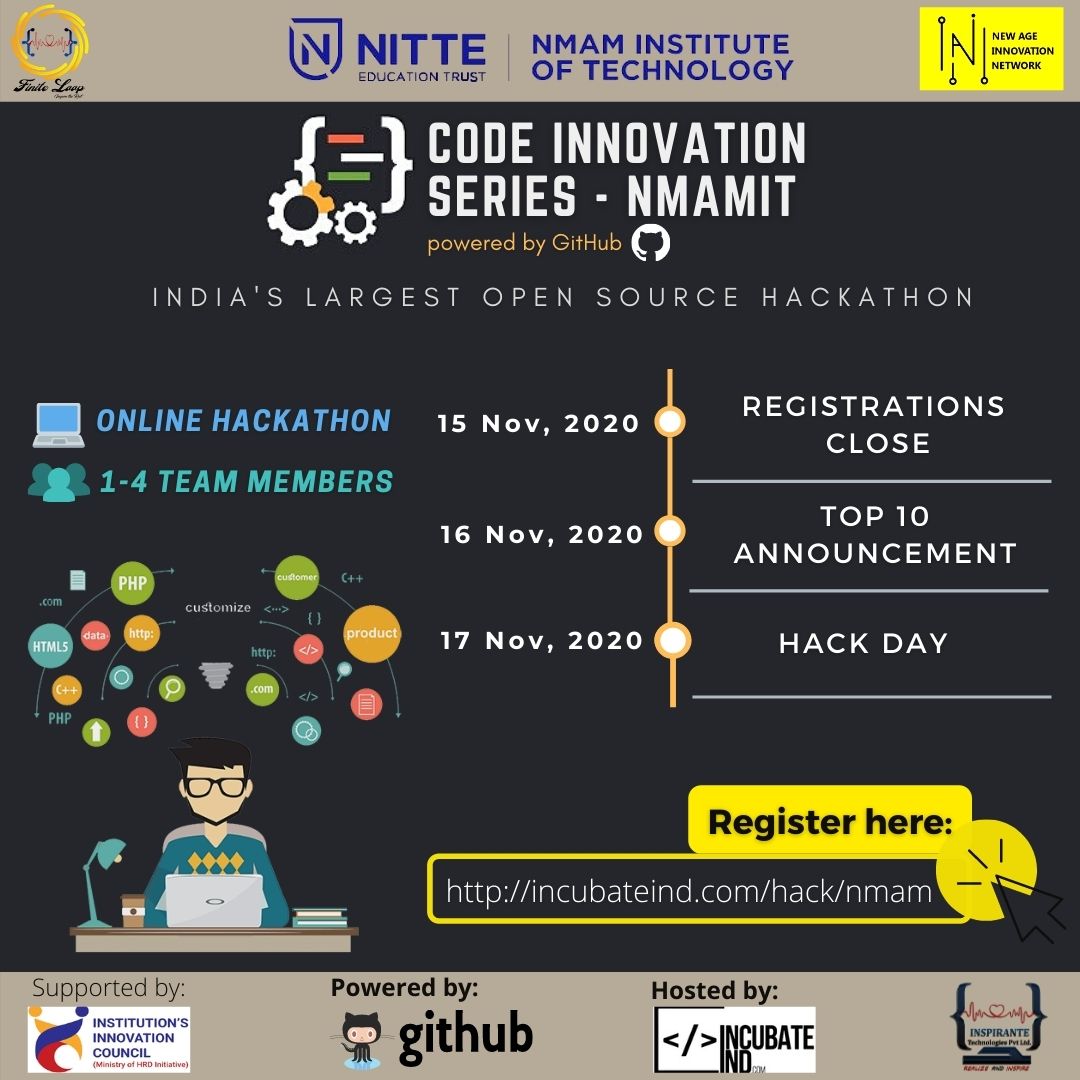 Finite Loop
NITTE
EDUCATION TRUST
NMAM INSTITUTE
OF TECHNOLOGY
NEW AGE
INNOVATION
NETWORK
CODE INNOVATION
SERIES - NMAMIT
powered by GitHub
INDIA'S LARGEST OPEN SOURCE HACKATHON
ONLINE HACKATHON
1-4 TEAM MEMBERS
15 Nov, 2020
REGISTRATIONS
CLOSE
16 Nov, 2020
TOP 10
ANNOUNCEMENT
17 Nov, 2020
HACK DAY
PHP
customer
C++
.com
customize
<···>
{ }
HTML5
-data-
http:
product
</>
http:
C++
.com
</>
PHP
{ }
Register here:
http://incubateind.com/hack/nmam
Supported by:
INSTITUTION'S
INNOVATION
COUNCIL
(Ministry of HRD Initiative)
Powered by:
github
Hosted by:
</> INCUBATE
IND.COM
INSPIRANTE
Technologies Pvt Ltd.
REALIZE AND INSPIRE